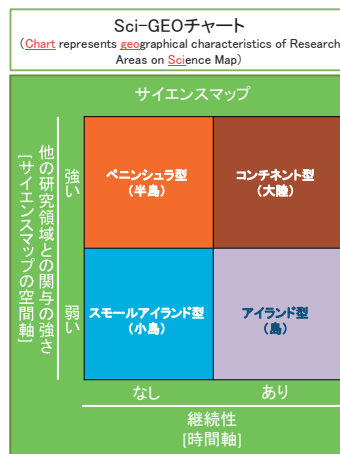 Sci-GEOチャート
(Chart represents geographical characteristics of Research
Areas on Science Map)
サイエンスマップ
他の研究領域との関与の強さ
[サイエンスマップの空間軸]
強い
ペニンシュラ型
(半島)
コンチネント型
(大陸)
弱い
スモールアイランド型
(小島)
アイランド型
(島)
なし
あり
継続性
[時間軸]